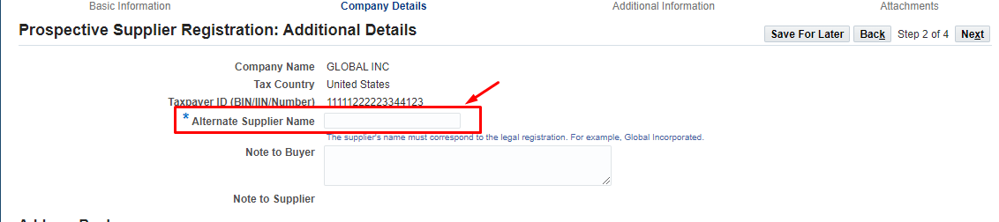 Basic Information Company Details Additional Information Attachments
Prospective Supplier Registration: Additional Details Save For Later Back Step 2 of 4 Next
Company Name GLOBAL INC
Tax Country United States
Taxpayer ID (BIN/IIN/Number) 11111222223344123
* Alternate Supplier Name
The supplier's name must correspond to the legal registration. For example, Global Incorporated.
Note to Buyer
Note to Supplier